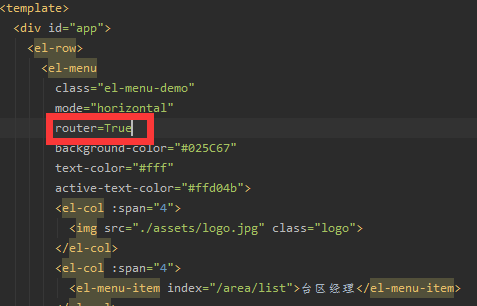 <template>
<div id="app">
<el-row>
<el-menu
class="el-menu-demo"
mode="horizontal"
router=True
background-color="#025C67"
text-color="#fff"
active-text-color="#ffd04b">
<el-col :span="4">
<img src="./assets/logo.jpg" class="logo">
</el-col>
<el-col :span="4">
<el-menu-item index="/area/list">台区经理</el-menu-item>